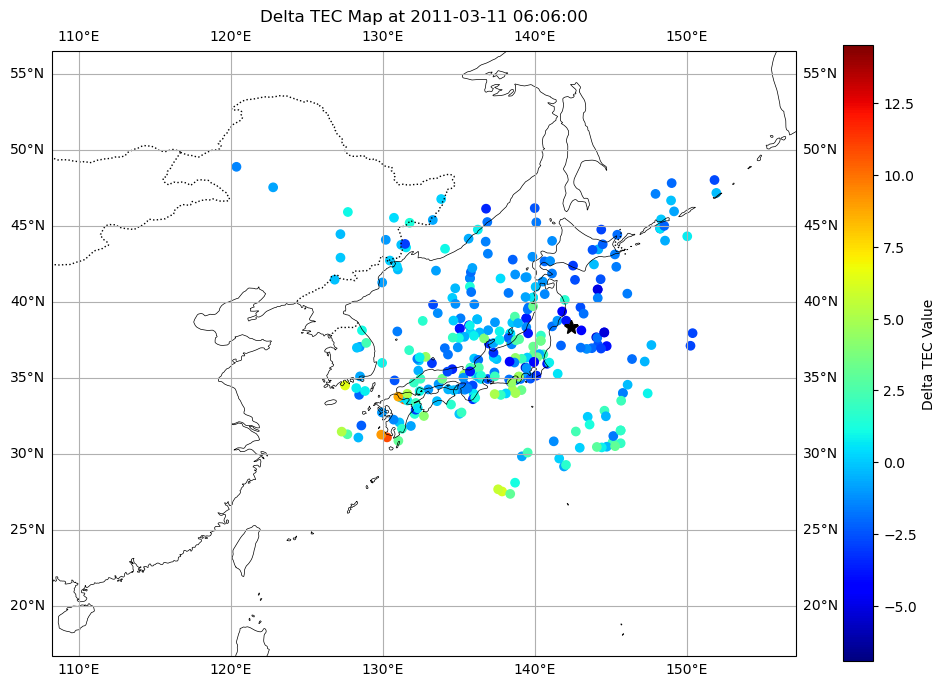 Delta TEC Map at 2011-03-11 06:06:00
110°E 120°E 130°E 140°E 150°E
55°N 55°N 12.5
50°N 50°N
45°N 45°N 10.0
40°N 40°N 7.5
35°N 35°N 5.0
30°N 30°N 2.5
25°N 25°N 0.0
20°N 20°N −2.5
−5.0
Delta TEC Value
110°E 120°E 130°E 140°E 150°E